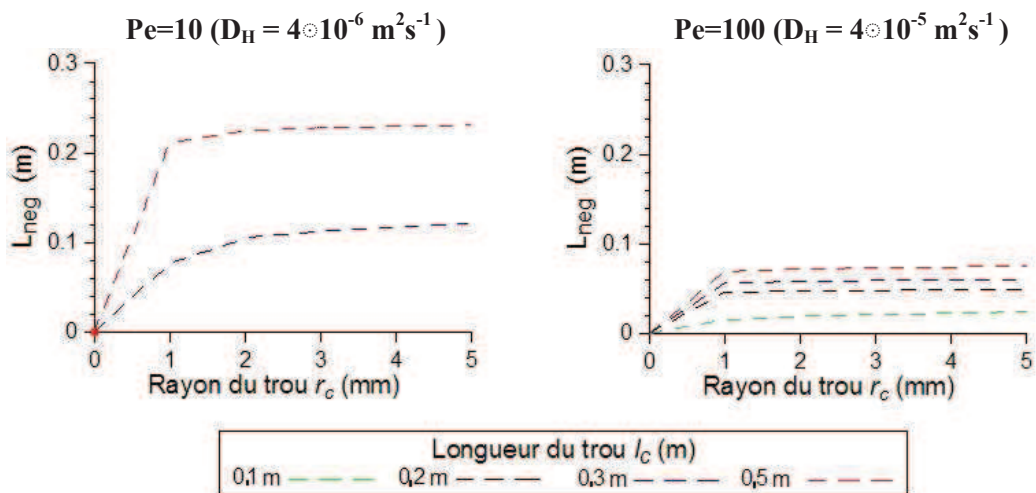 Pe=10 (D_H = 4⊙10⁻⁶ m²s⁻¹ )
0.3
0.2
0.1
0
L_neg (m)
0 1 2 3 4 5
Rayon du trou r_c (mm)
Pe=100 (D_H = 4⊙10⁻⁵ m²s⁻¹ )
0.3
0.2
0.1
0
L_neg (m)
0 1 2 3 4 5
Rayon du trou r_c (mm)
Longueur du trou l_c (m)
0,1 m 0,2 m 0,3 m 0,5 m